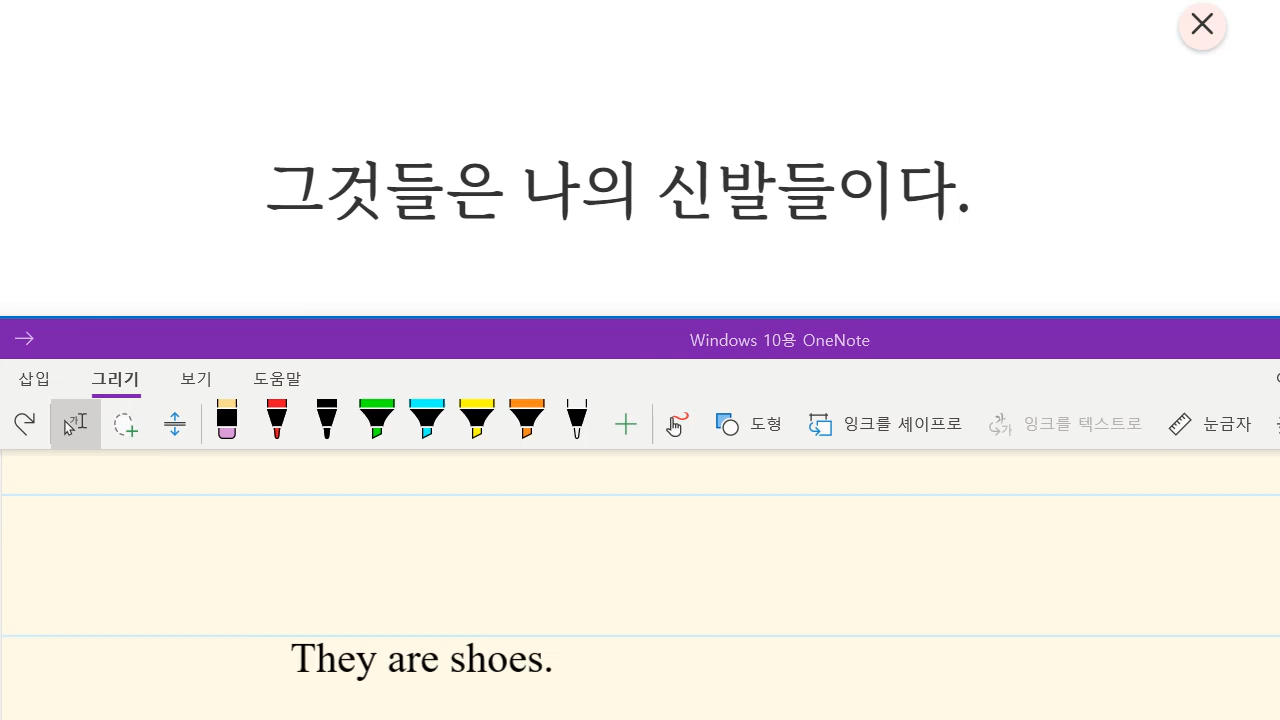 그것들은 나의 신발들이다.
Windows 10용 OneNote
삽입 그리기 보기 도움말
도형 잉크를 셰이프로 잉크를 텍스트로 눈금자
They are shoes.